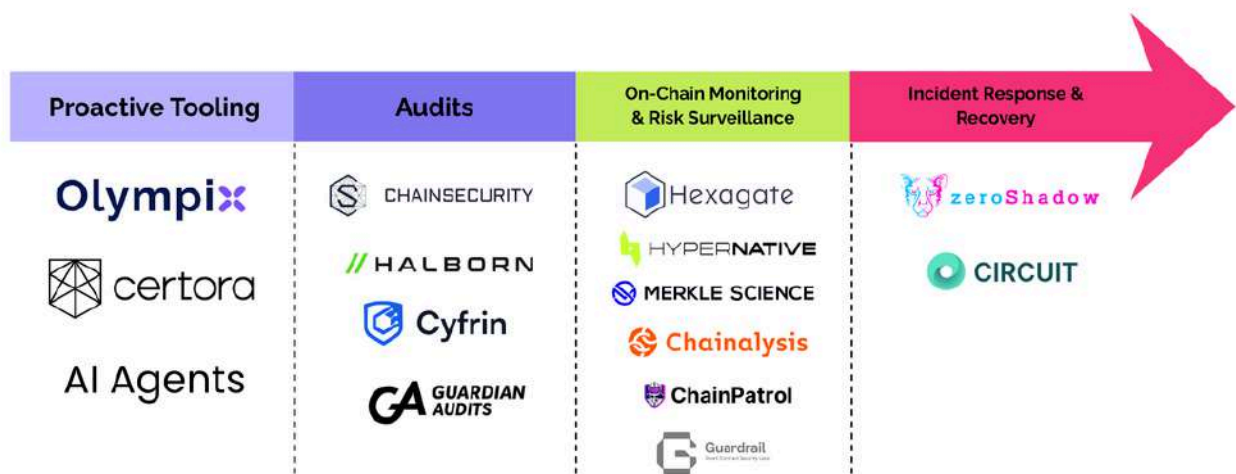 Proactive Tooling
Audits
On-Chain Monitoring
& Risk Surveillance
Incident Response &
Recovery
Olympix
certora
AI Agents
CHAINSECURITY
HALBORN
Cyfrin
GA GUARDIAN
AUDITS
Hexagate
HYPERNATIVE
MERKLE SCIENCE
Chainalysis
ChainPatrol
Guardrail
zeroShadow
CIRCUIT